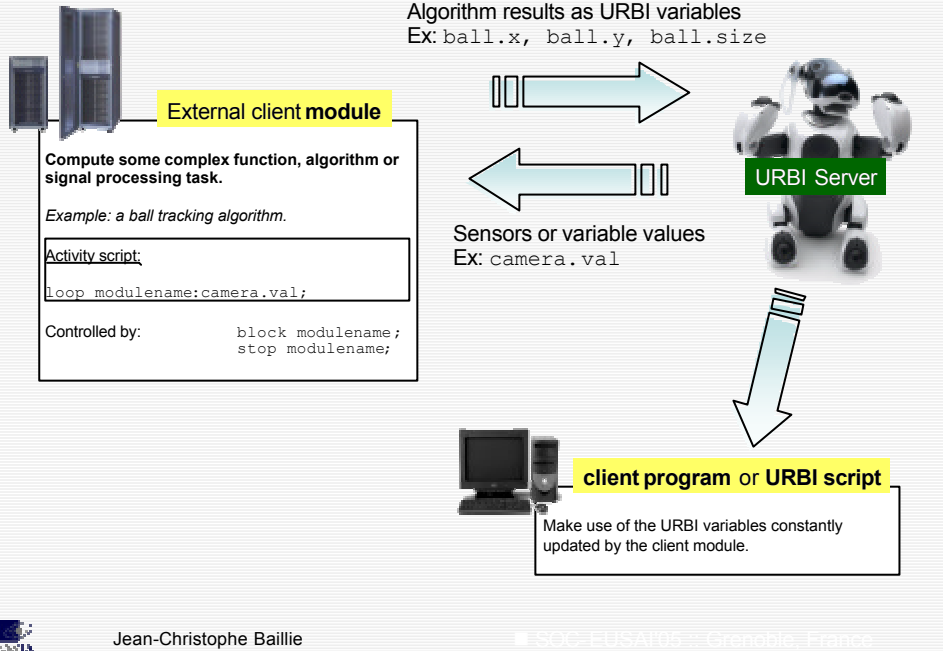 Algorithm results as URBI variables
Ex: ball.x, ball.y, ball.size
External client module
Compute some complex function, algorithm or
signal processing task.
Example: a ball tracking algorithm.
Activity script:
loop modulename:camera.val;
Controlled by: block modulename;
stop modulename;
URBI Server
Sensors or variable values
Ex: camera.val
client program or URBI script
Make use of the URBI variables constantly
updated by the client module.
Jean-Christophe Baillie
SOC-EUSAI'05 :: Grenoble, France